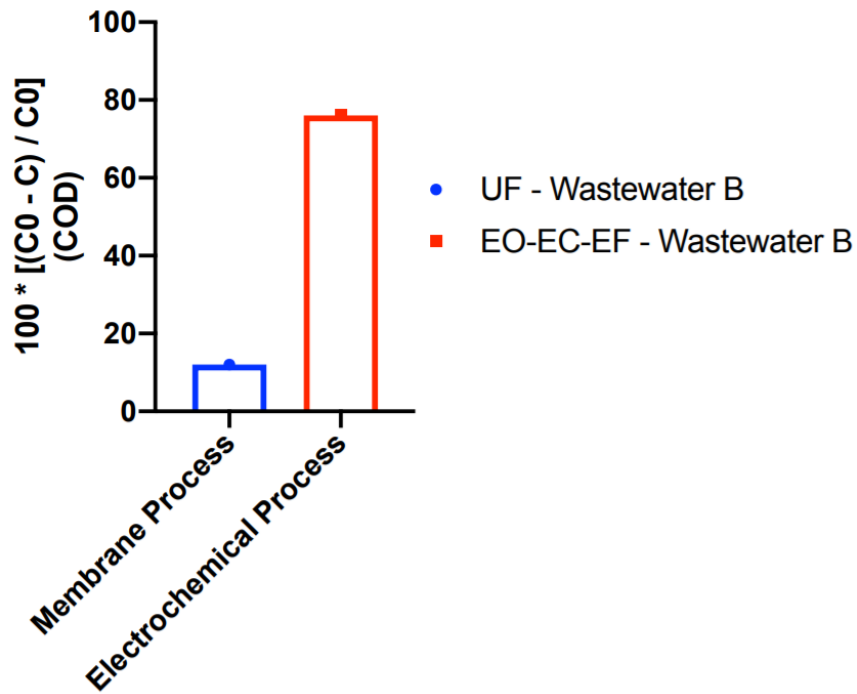 100 * [(C0 - C) / C0]
(COD)
100
80
60
40
20
0
Membrane Process
Electrochemical Process
UF - Wastewater B
EO-EC-EF - Wastewater B